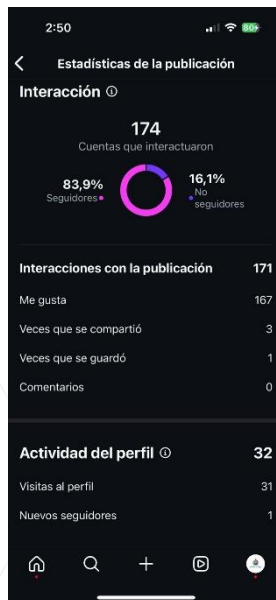 2:50
80+
Estadísticas de la publicación
Interacción
174
Cuentas que interactuaron
83,9%
Seguidores
16,1%
No
seguidores
Interacciones con la publicación 171
Me gusta 167
Veces que se compartió 3
Veces que se guardó 1
Comentarios 0
Actividad del perfil 32
Visitas al perfil 31
Nuevos seguidores 1